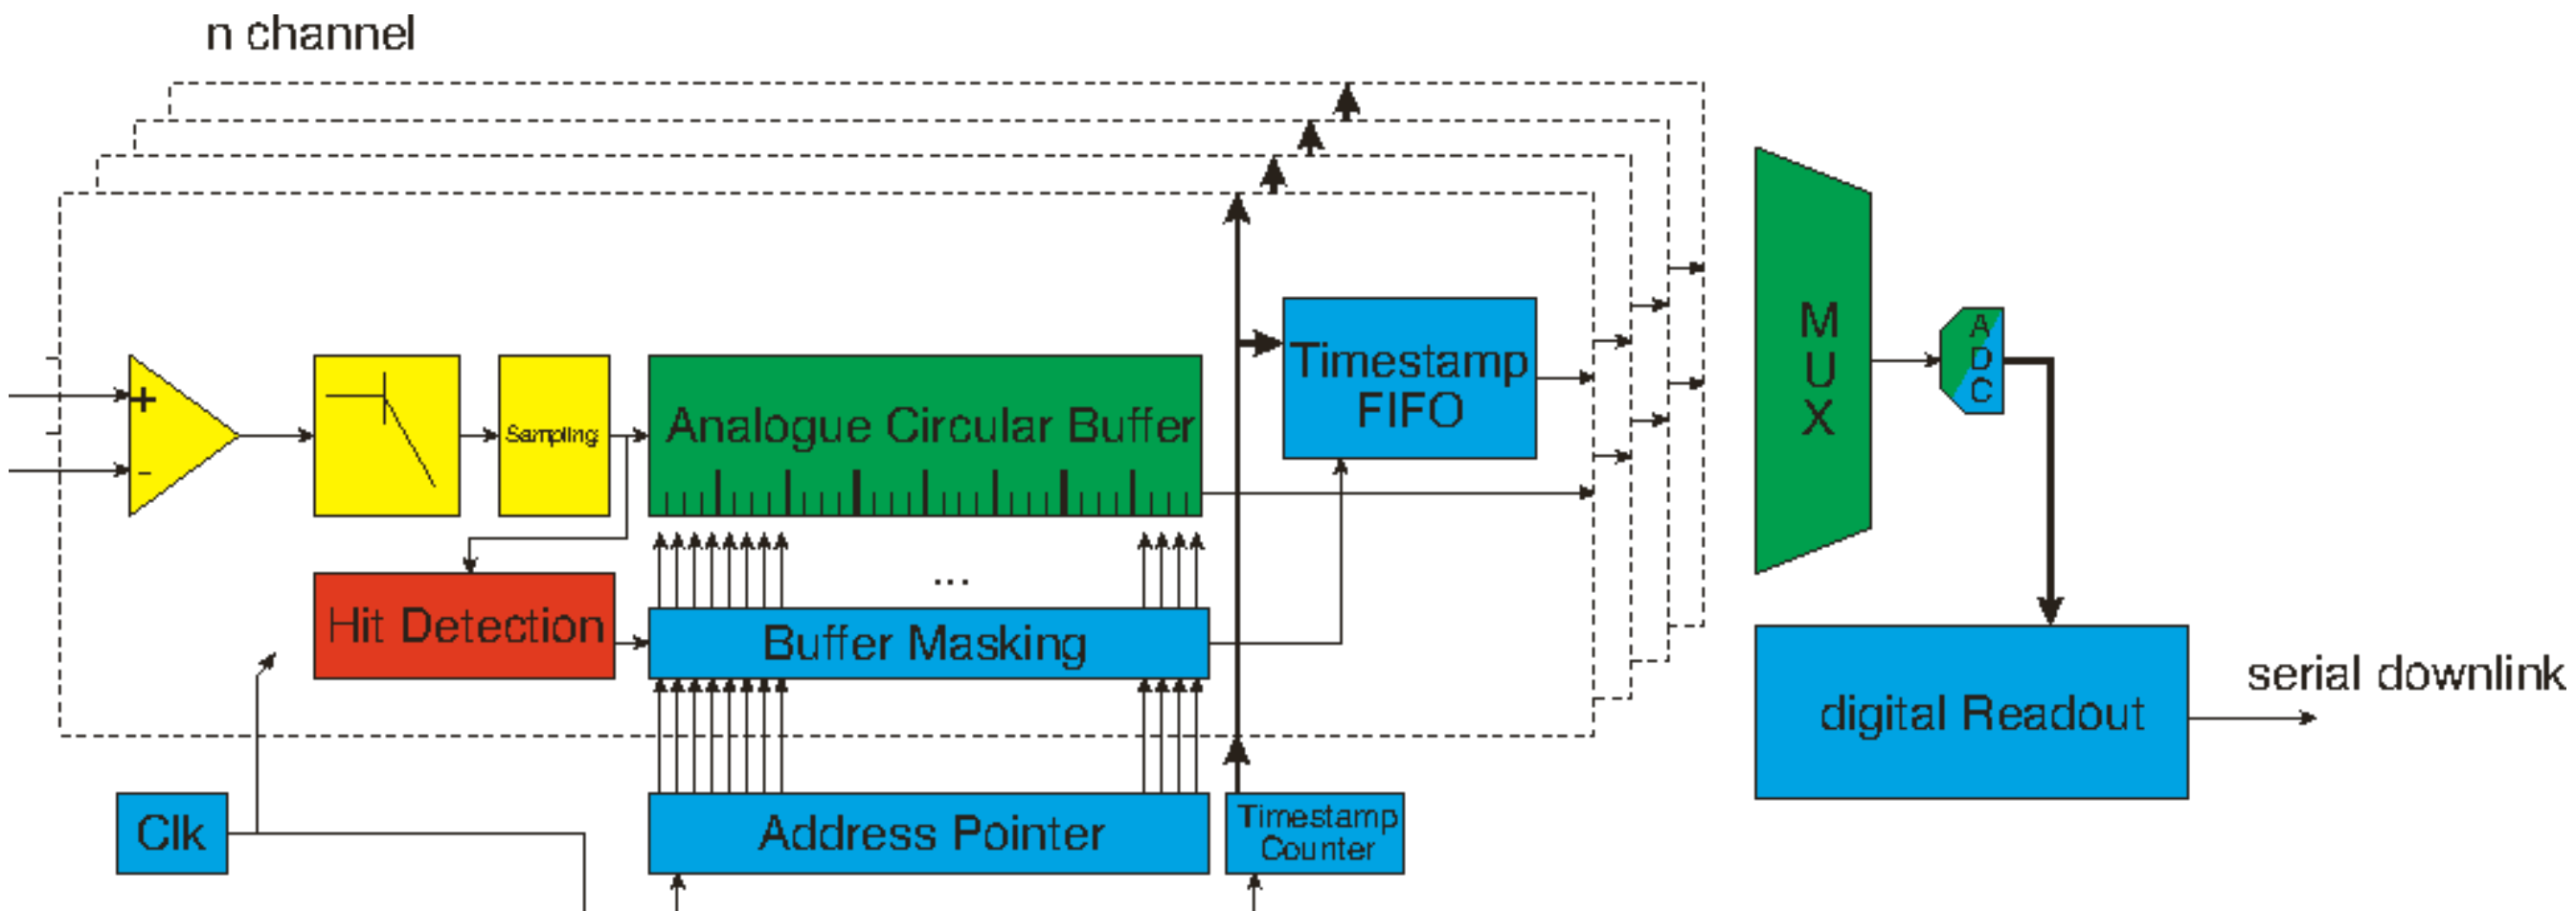 n channel
+
-
Sampling
Analogue Circular Buffer
Timestamp
FIFO
M
U
X
A
D
C
Hit Detection
...
Buffer Masking
digital Readout
serial downlink
Clk
Address Pointer
Timestamp
Counter